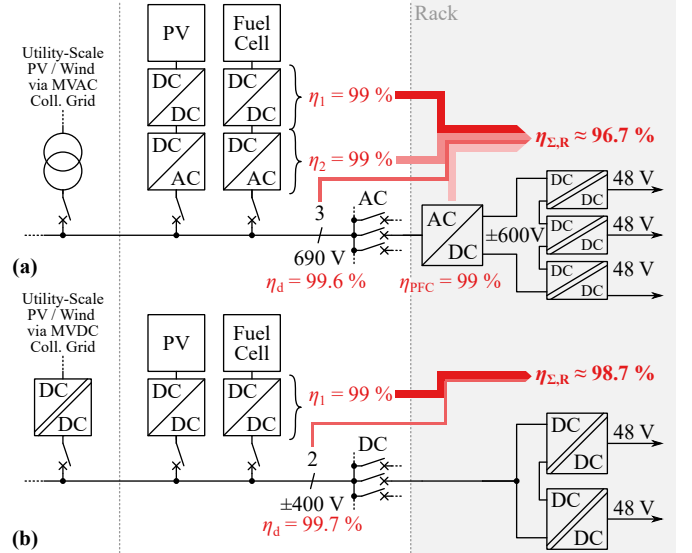 Rack
Utility-Scale
PV / Wind
via MVAC
Coll. Grid
PV
Fuel
Cell
DC
DC
DC
DC
η1 = 99 %
DC
AC
DC
AC
η2 = 99 %
ηΣ,R ≈ 96.7 %
3
690 V
ηd = 99.6 %
AC
AC
DC
ηPFC = 99 %
±600V
DC
DC
48 V
DC
DC
48 V
DC
DC
48 V
(a)
Utility-Scale
PV / Wind
via MVDC
Coll. Grid
DC
DC
PV
Fuel
Cell
DC
DC
DC
DC
η1 = 99 %
ηΣ,R ≈ 98.7 %
2
±400 V
ηd = 99.7 %
DC
DC
DC
48 V
DC
DC
48 V
(b)